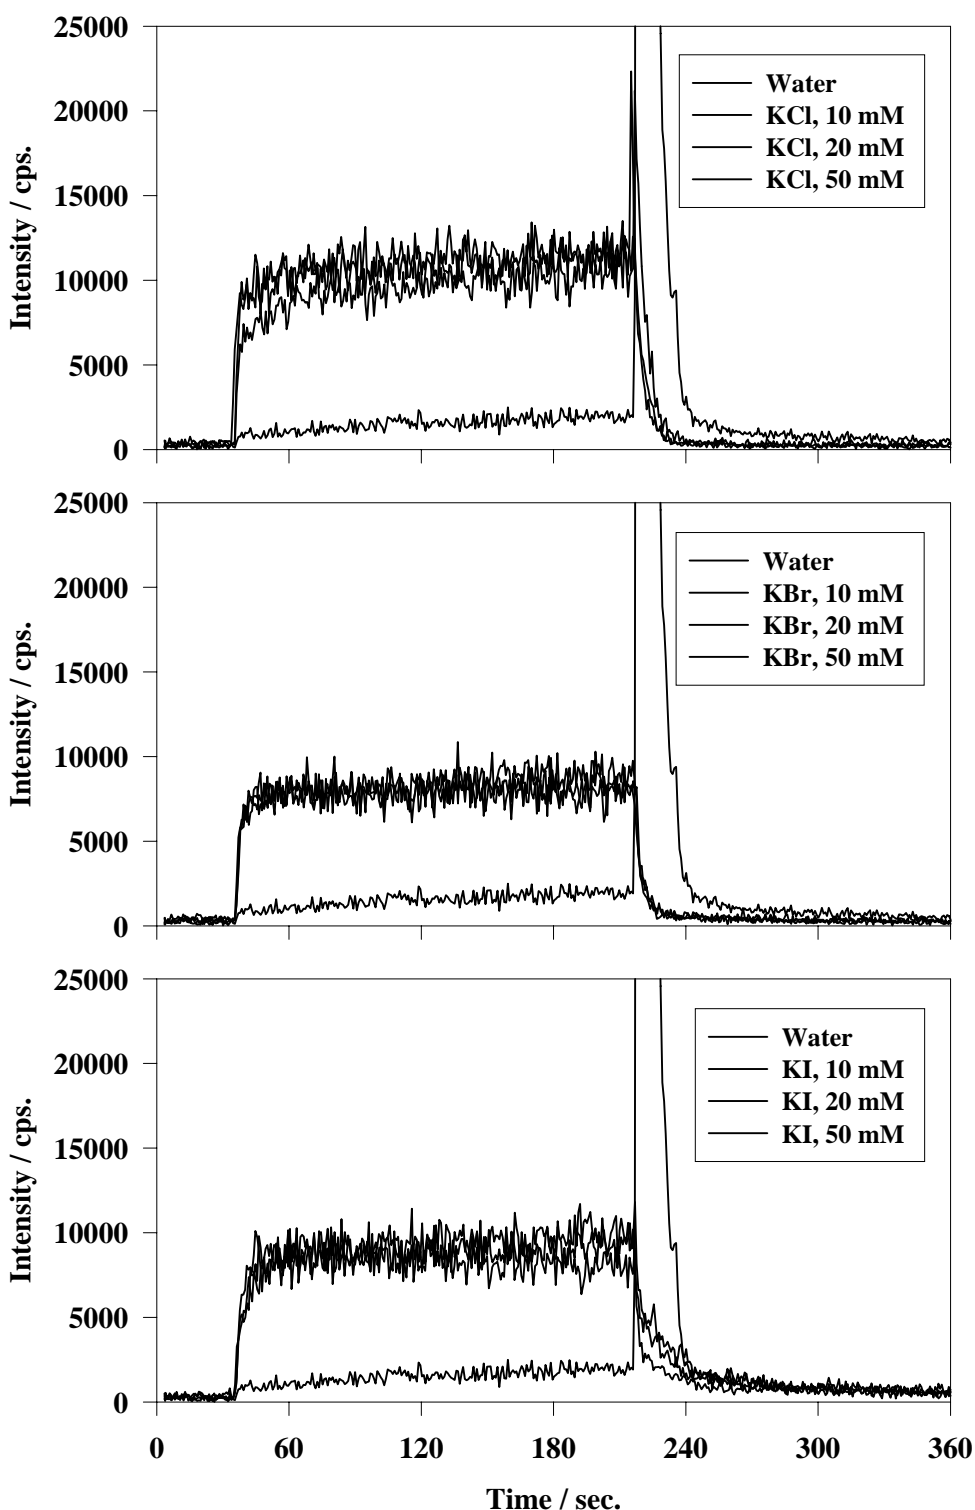 25000
20000
15000
10000
5000
0
Intensity / cps.
Water
KCl, 10 mM
KCl, 20 mM
KCl, 50 mM
25000
20000
15000
10000
5000
0
Intensity / cps.
Water
KBr, 10 mM
KBr, 20 mM
KBr, 50 mM
25000
20000
15000
10000
5000
0
Intensity / cps.
Water
KI, 10 mM
KI, 20 mM
KI, 50 mM
0 60 120 180 240 300 360
Time / sec.